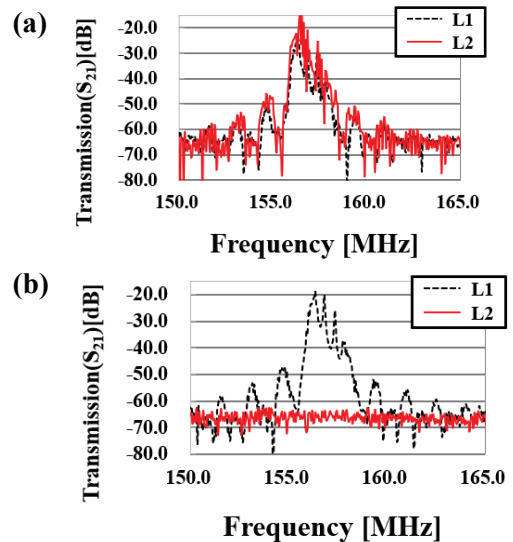 (a)
L1
L2
Transmission(S21)[dB]
-20.0
-30.0
-40.0
-50.0
-60.0
-70.0
-80.0
150.0 155.0 160.0 165.0
Frequency [MHz]
(b)
L1
L2
Transmission(S21)[dB]
-20.0
-30.0
-40.0
-50.0
-60.0
-70.0
-80.0
150.0 155.0 160.0 165.0
Frequency [MHz]